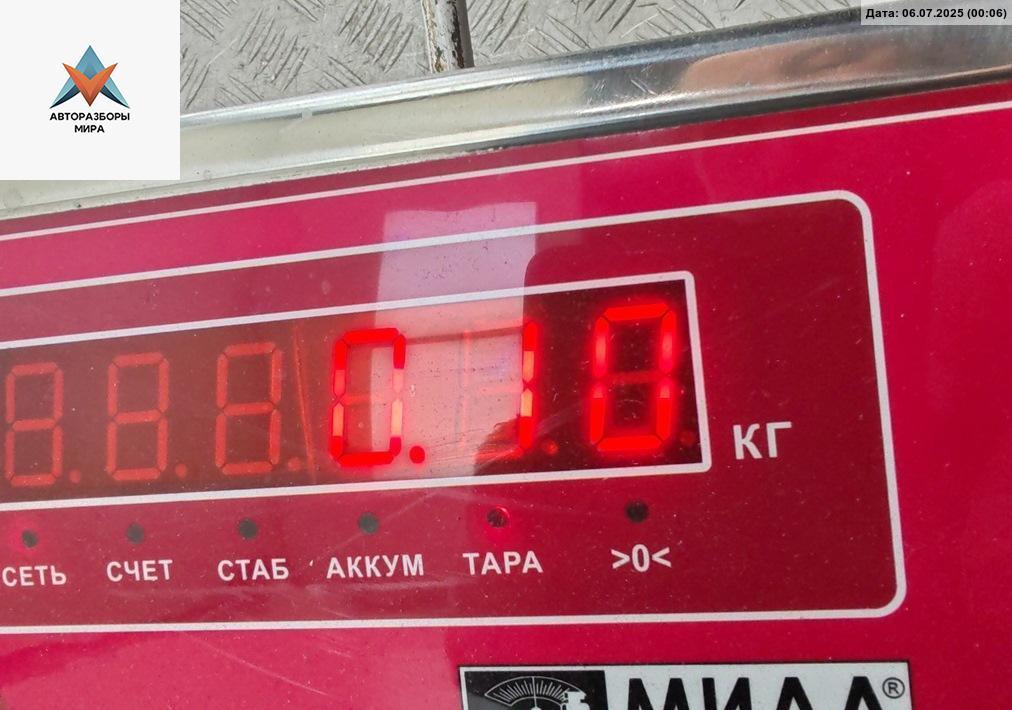 АВТОРАЗБОРЫ
МИРА
Дата: 06.07.2025 (00:06)
0.10
КГ
СЕТЬ СЧЕТ СТАБ АККУМ ТАРА >0<
®